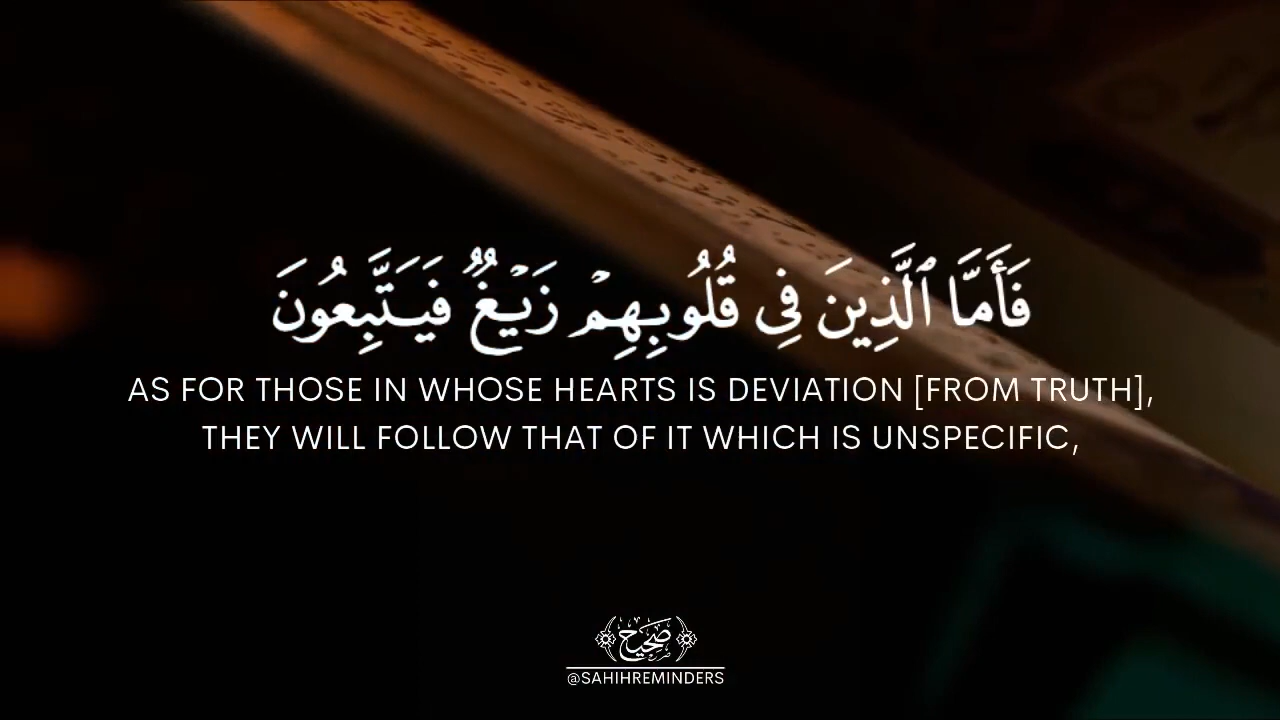 فَأَمَّا ٱلَّذِينَ فِى قُلُوبِهِمْ زَيْغٌ فَيَتَّبِعُونَ
AS FOR THOSE IN WHOSE HEARTS IS DEVIATION [FROM TRUTH],
THEY WILL FOLLOW THAT OF IT WHICH IS UNSPECIFIC,
صَحِيح
@SAHIHREMINDERS